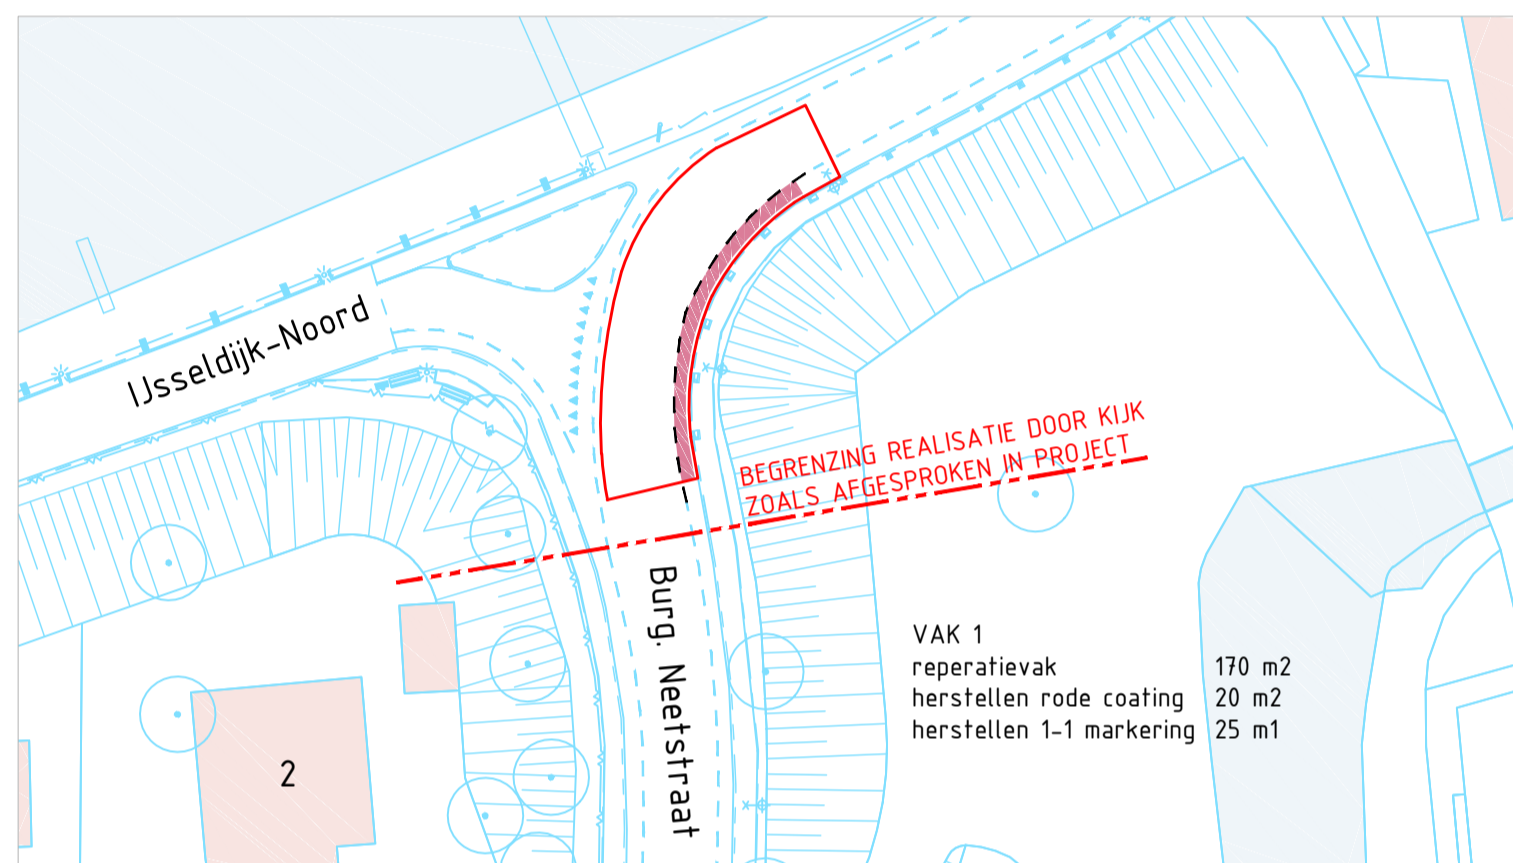 IJsseldijk-Noord
BEGRENZING REALISATIE DOOR KIJK
ZOALS AFGESPROKEN IN PROJECT
Burg. Neetstraat
VAK 1
reperatievak 170 m2
herstellen rode coating 20 m2
herstellen 1-1 markering 25 m1
2